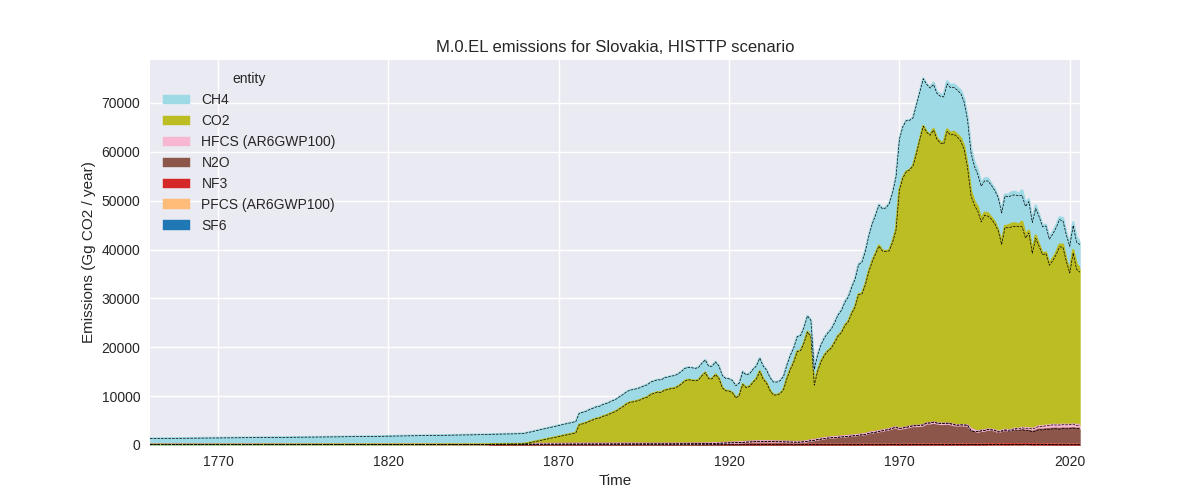 M.0.EL emissions for Slovakia, HISTTP scenario
entity
CH4
CO2
HFCS (AR6GWP100)
N2O
NF3
PFCS (AR6GWP100)
SF6
Emissions (Gg CO2 / year)
70000
60000
50000
40000
30000
20000
10000
0
1770
1820
1870
1920
1970
2020
Time